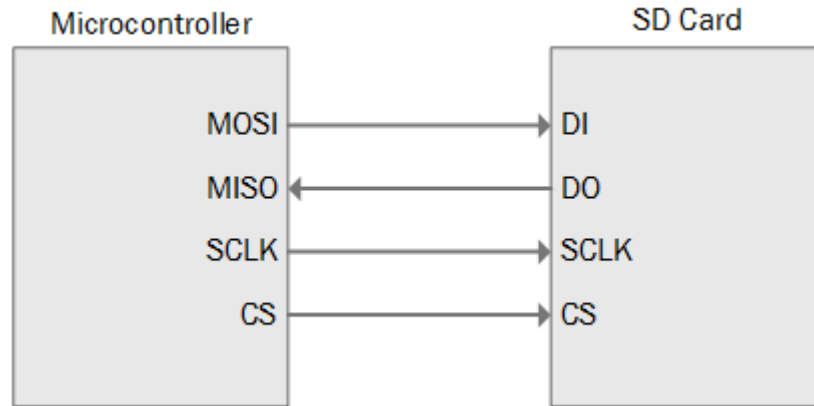 Microcontroller
SD Card
MOSI
DI
MISO
DO
SCLK
SCLK
CS
CS